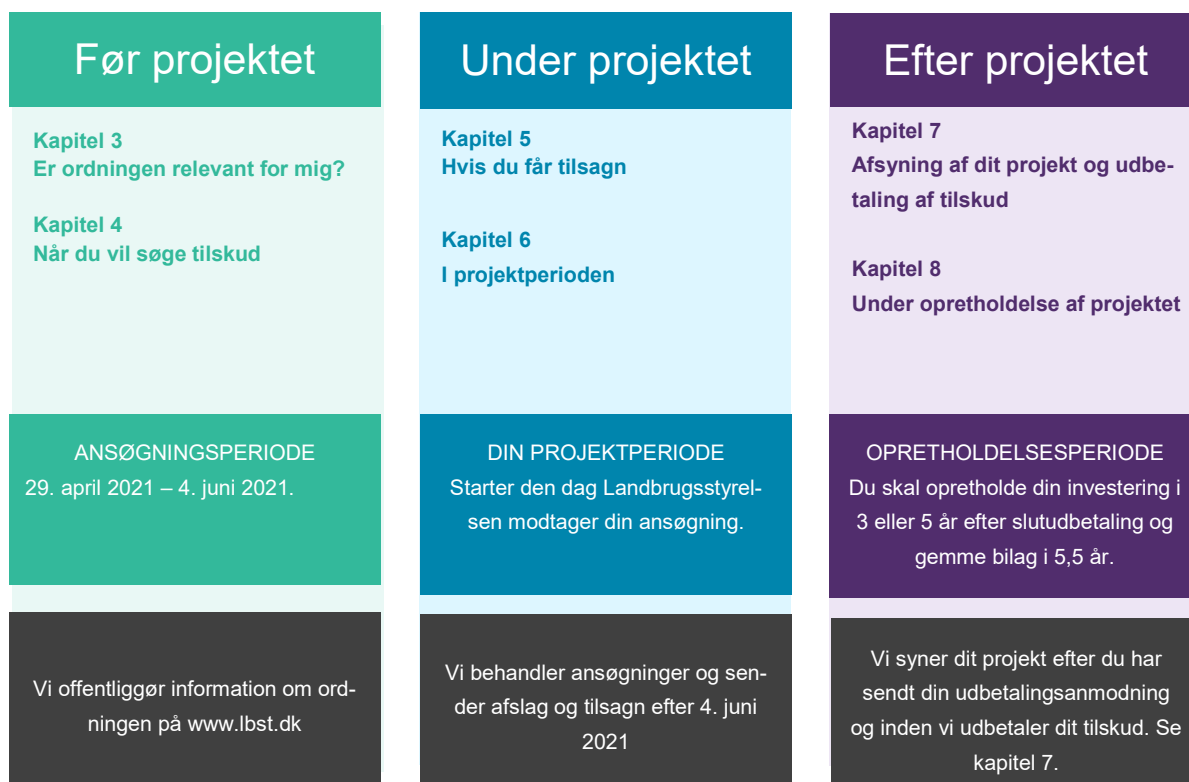 Før projektet
Kapitel 3
Er ordningen relevant for mig?
Kapitel 4
Når du vil søge tilskud
ANSØGNINGSPERIODE
29. april 2021 – 4. juni 2021.
Vi offentliggør information om ord-
ningen på www.lbst.dk
Under projektet
Kapitel 5
Hvis du får tilsagn
Kapitel 6
I projektperioden
DIN PROJEKTPERIODE
Starter den dag Landbrugsstyrel-
sen modtager din ansøgning.
Vi behandler ansøgninger og sen-
der afslag og tilsagn efter 4. juni
2021
Efter projektet
Kapitel 7
Afsyning af dit projekt og udbe-
taling af tilskud
Kapitel 8
Under opretholdelse af projektet
OPRETHOLDELSESPERIODE
Du skal opretholde din investering i
3 eller 5 år efter slutudbetaling og
gemme bilag i 5,5 år.
Vi syner dit projekt efter du har
sendt din udbetalingsanmodning
og inden vi udbetaler dit tilskud. Se
kapitel 7.